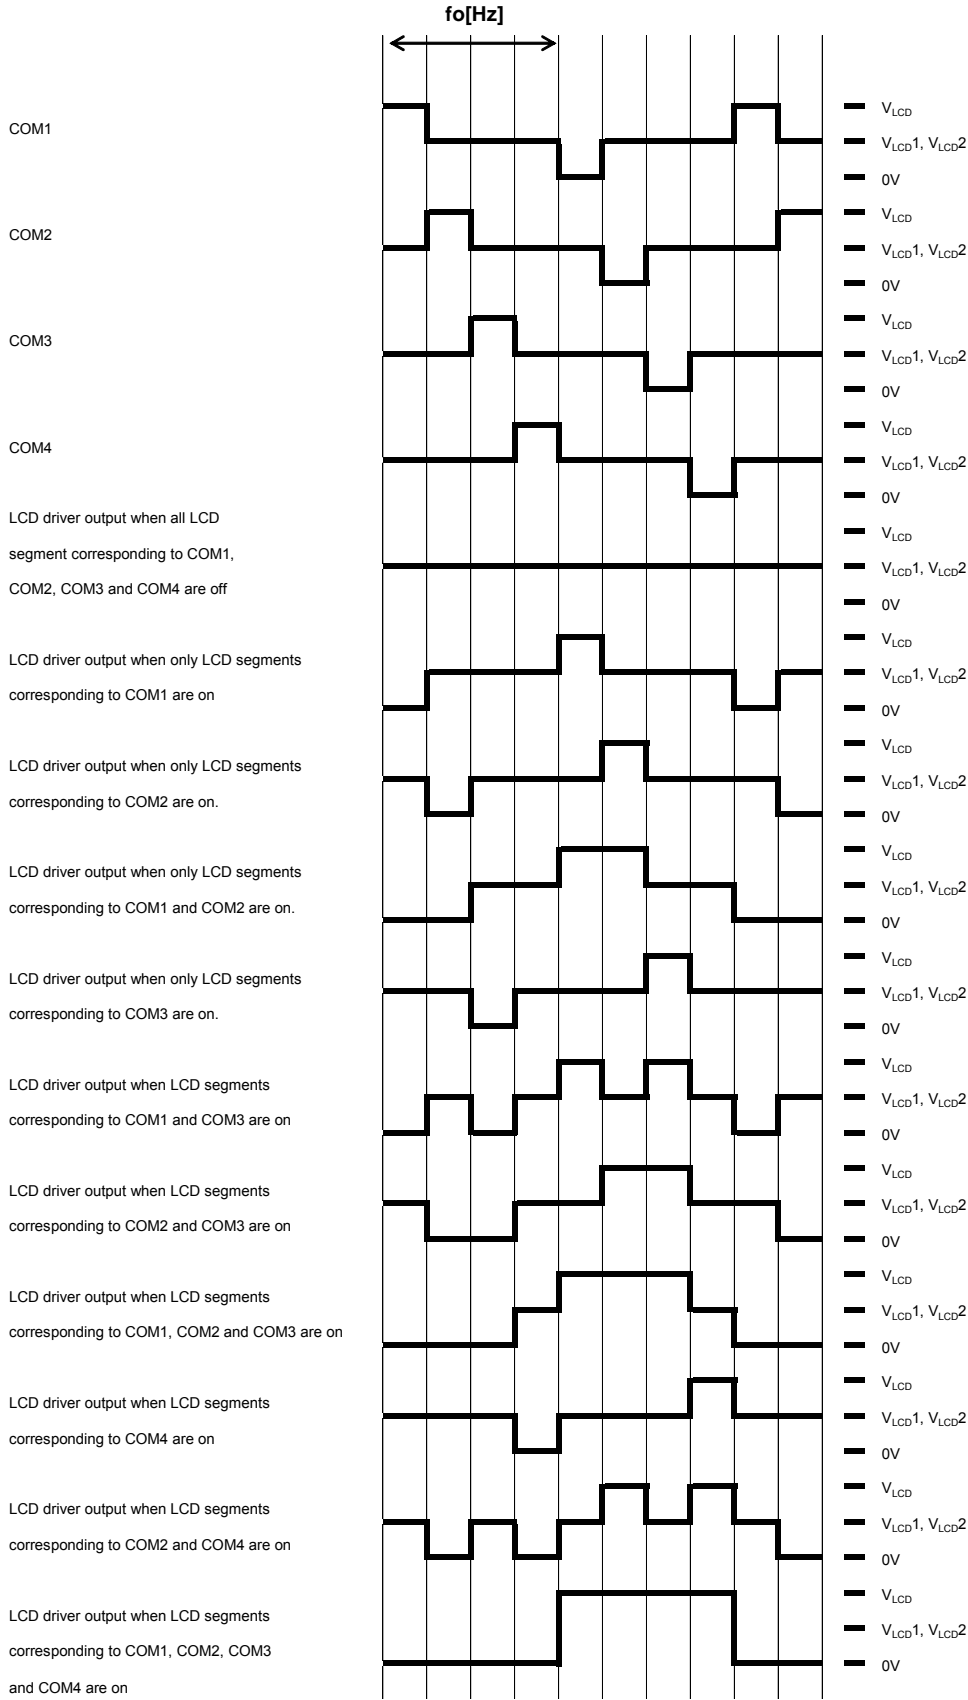 fo[Hz]
COM1
VLCD
VLCD1, VLCD2
0V
COM2
VLCD
VLCD1, VLCD2
0V
COM3
VLCD
VLCD1, VLCD2
0V
COM4
VLCD
VLCD1, VLCD2
0V
LCD driver output when all LCD
segment corresponding to COM1,
COM2, COM3 and COM4 are off
VLCD
VLCD1, VLCD2
0V
LCD driver output when only LCD segments
corresponding to COM1 are on
VLCD
VLCD1, VLCD2
0V
LCD driver output when only LCD segments
corresponding to COM2 are on.
VLCD
VLCD1, VLCD2
0V
LCD driver output when only LCD segments
corresponding to COM1 and COM2 are on.
VLCD
VLCD1, VLCD2
0V
LCD driver output when only LCD segments
corresponding to COM3 are on.
VLCD
VLCD1, VLCD2
0V
LCD driver output when LCD segments
corresponding to COM1 and COM3 are on
VLCD
VLCD1, VLCD2
0V
LCD driver output when LCD segments
corresponding to COM2 and COM3 are on
VLCD
VLCD1, VLCD2
0V
LCD driver output when LCD segments
corresponding to COM1, COM2 and COM3 are on
VLCD
VLCD1, VLCD2
0V
LCD driver output when LCD segments
corresponding to COM4 are on
VLCD
VLCD1, VLCD2
0V
LCD driver output when LCD segments
corresponding to COM2 and COM4 are on
VLCD
VLCD1, VLCD2
0V
LCD driver output when LCD segments
corresponding to COM1, COM2, COM3
and COM4 are on
VLCD
VLCD1, VLCD2
0V